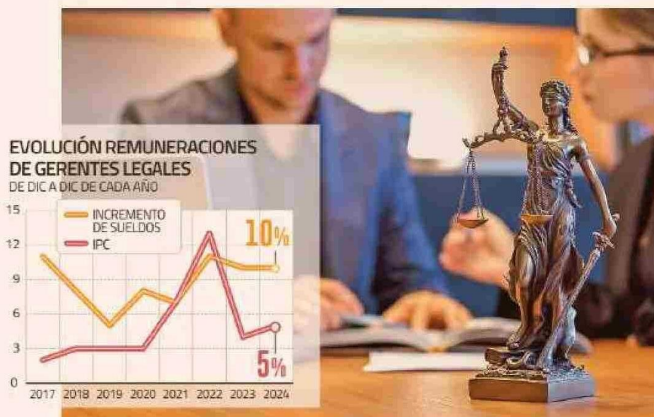 EVOLUCIÓN REMUNERACIONES
DE GERENTES LEGALES
DE DIC A DIC DE CADA AÑO
15
12
9
6
3
0
INCREMENTO
DE SUELDOS
IPC
10%
5%
2017 2018 2019 2020 2021 2022 2023 2024